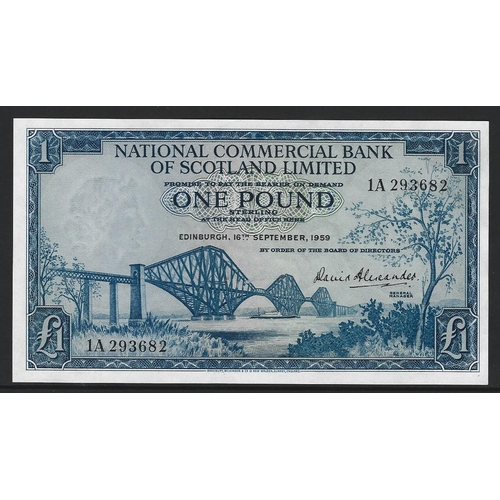 1
1
NATIONAL COMMERCIAL BANK
OF SCOTLAND LIMITED
PROMISE TO PAY THE BEARER ON DEMAND
1A 293682
ONE POUND
STERLING
AT THE HEAD OFFICE HERE
EDINBURGH, 16TH SEPTEMBER, 1959
BY ORDER OF THE BOARD OF DIRECTORS
David Alexander
GENERAL
MANAGER
1A 293682
£1
£1